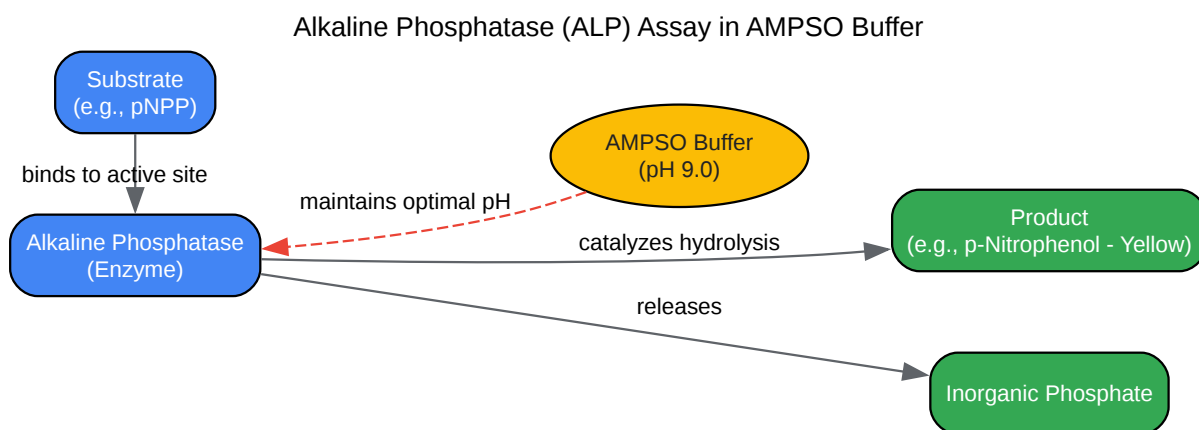 Alkaline Phosphatase (ALP) Assay in AMPSO Buffer
Substrate
(e.g., pNPP)
binds to active site
AMPSO Buffer
(pH 9.0)
maintains optimal pH
Alkaline Phosphatase
(Enzyme)
catalyzes hydrolysis
Product
(e.g., p-Nitrophenol - Yellow)
releases
Inorganic Phosphate